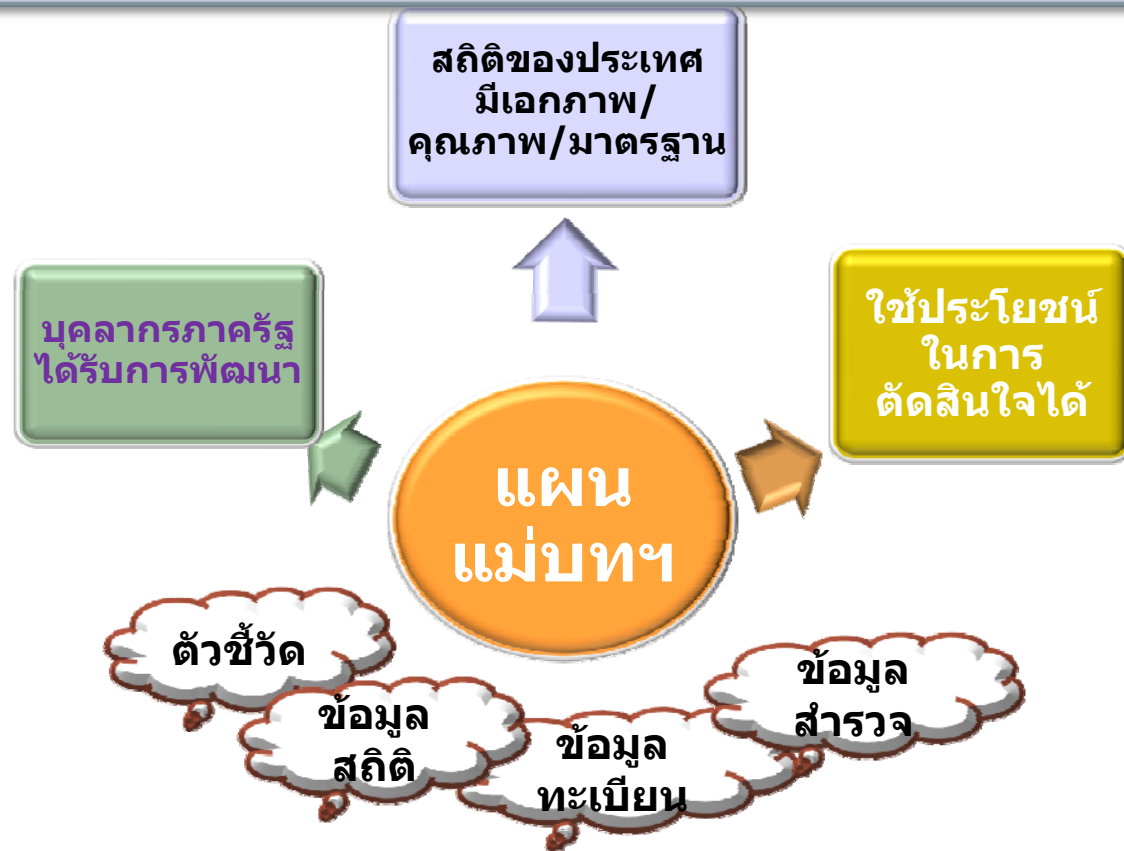 สถิติของประเทศ
มีเอกภาพ/
คุณภาพ/มาตรฐาน
บุคลากรภาครัฐ
ได้รับการพัฒนา
ใช้ประโยชน์
ในการ
ตัดสินใจได้
แผน
แม่บทฯ
ตัวชี้วัด
ข้อมูล
สถิติ
ข้อมูล
ทะเบียน
ข้อมูล
สำรวจ